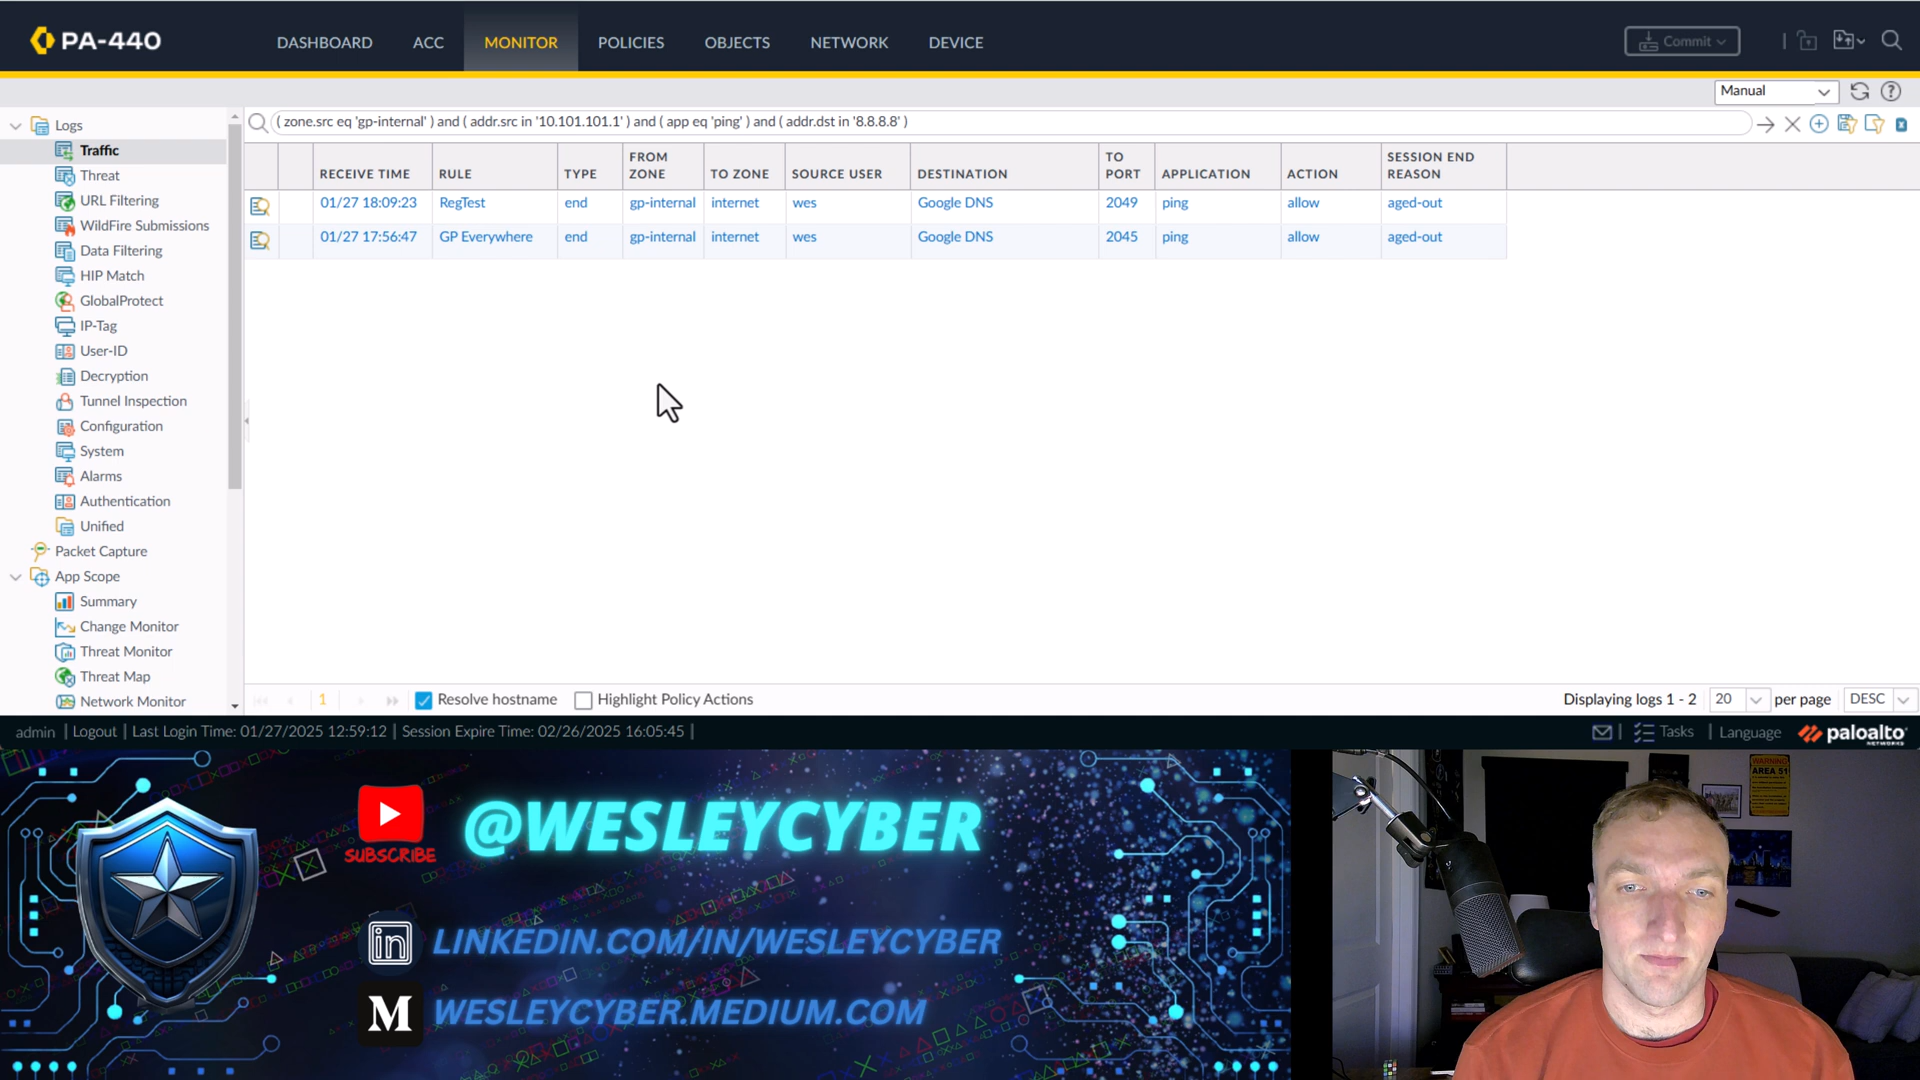 PA-440
DASHBOARD ACC MONITOR POLICIES OBJECTS NETWORK DEVICE
Commit
Manual
( zone.src eq 'gp-internal' ) and ( addr.src in '10.101.101.1' ) and ( app eq 'ping' ) and ( addr.dst in '8.8.8.8' )
Logs
Traffic
Threat
URL Filtering
WildFire Submissions
Data Filtering
HIP Match
GlobalProtect
IP-Tag
User-ID
Decryption
Tunnel Inspection
Configuration
System
Alarms
Authentication
Unified
Packet Capture
App Scope
Summary
Change Monitor
Threat Monitor
Threat Map
Network Monitor
RECEIVE TIME RULE TYPE FROM ZONE TO ZONE SOURCE USER DESTINATION TO PORT APPLICATION ACTION SESSION END REASON
01/27 18:09:23 RegTest end gp-internal internet wes Google DNS 2049 ping allow aged-out
01/27 17:56:47 GP Everywhere end gp-internal internet wes Google DNS 2045 ping allow aged-out
1 Resolve hostname Highlight Policy Actions Displaying logs 1 - 2 20 per page DESC
admin | Logout | Last Login Time: 01/27/2025 12:59:12 | Session Expire Time: 02/26/2025 16:05:45 | Tasks | Language paloalto NETWORKS
SUBSCRIBE
@WESLEYCYBER
in LINKEDIN.COM/IN/WESLEYCYBER
M WESLEYCYBER.MEDIUM.COM
WARNING
AREA 51